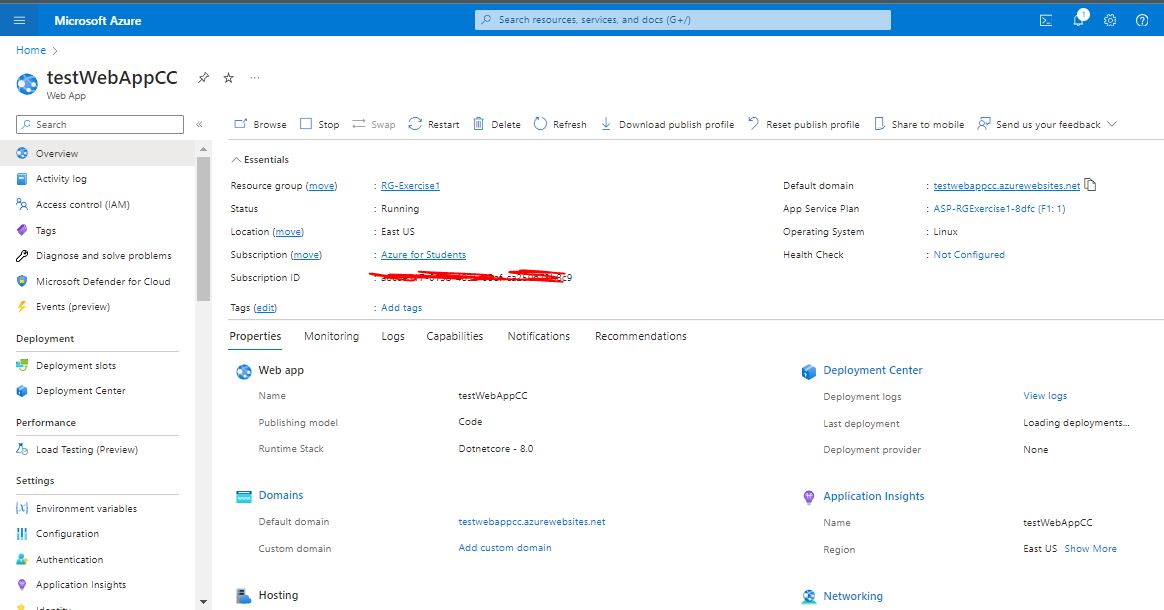 Microsoft Azure
Search resources, services, and docs (G+/)
1
Home
testWebAppCC
Web App
Search
Browse Stop Swap Restart Delete Refresh Download publish profile Reset publish profile Share to mobile Send us your feedback
Overview
Activity log
Access control (IAM)
Tags
Diagnose and solve problems
Microsoft Defender for Cloud
Events (preview)
Deployment
Deployment slots
Deployment Center
Performance
Load Testing (Preview)
Settings
Environment variables
Configuration
Authentication
Application Insights
Identity
Essentials
Resource group (move) : RG-Exercise1
Status : Running
Location (move) : East US
Subscription (move) : Azure for Students
Subscription ID :
Tags (edit) : Add tags
Default domain : testwebappcc.azurewebsites.net
App Service Plan : ASP-RGExercise1-8dfc (F1: 1)
Operating System : Linux
Health Check : Not Configured
Properties Monitoring Logs Capabilities Notifications Recommendations
Web app
Name testWebAppCC
Publishing model Code
Runtime Stack Dotnetcore - 8.0
Domains
Default domain testwebappcc.azurewebsites.net
Custom domain Add custom domain
Hosting
Deployment Center
Deployment logs View logs
Last deployment Loading deployments...
Deployment provider None
Application Insights
Name testWebAppCC
Region East US Show More
Networking